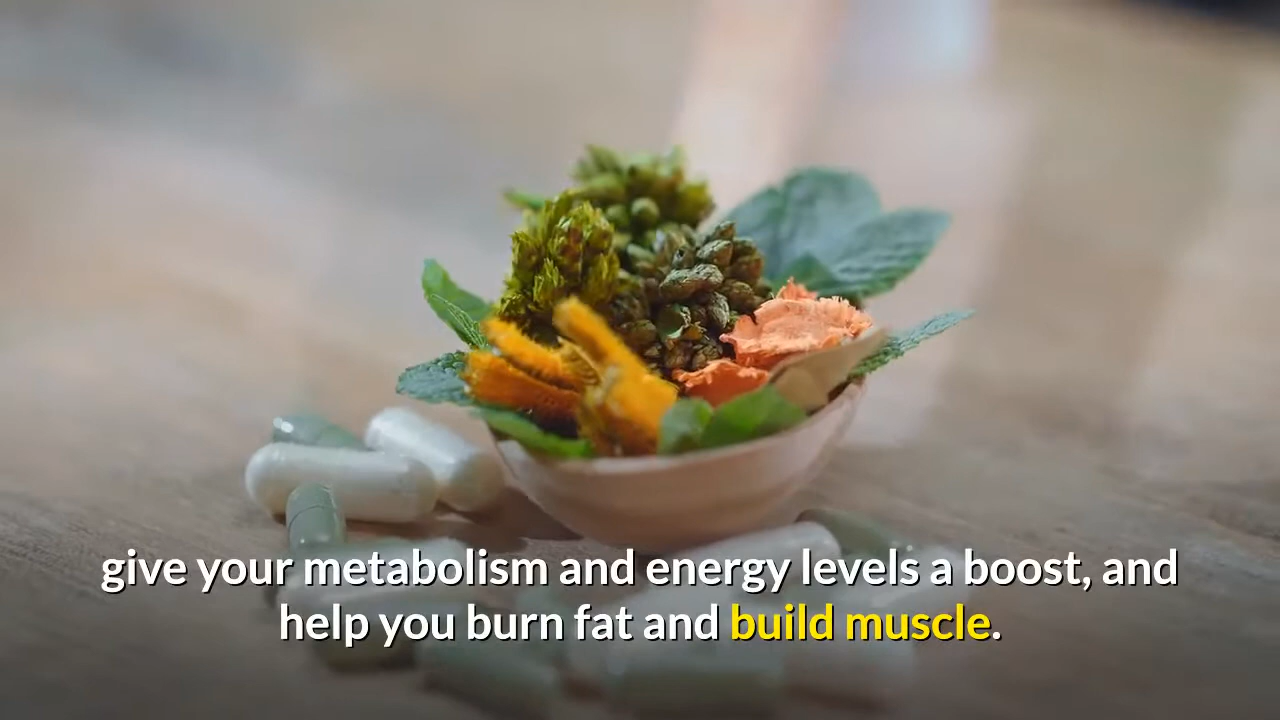 give your metabolism and energy levels a boost, and
help you burn fat and build muscle.